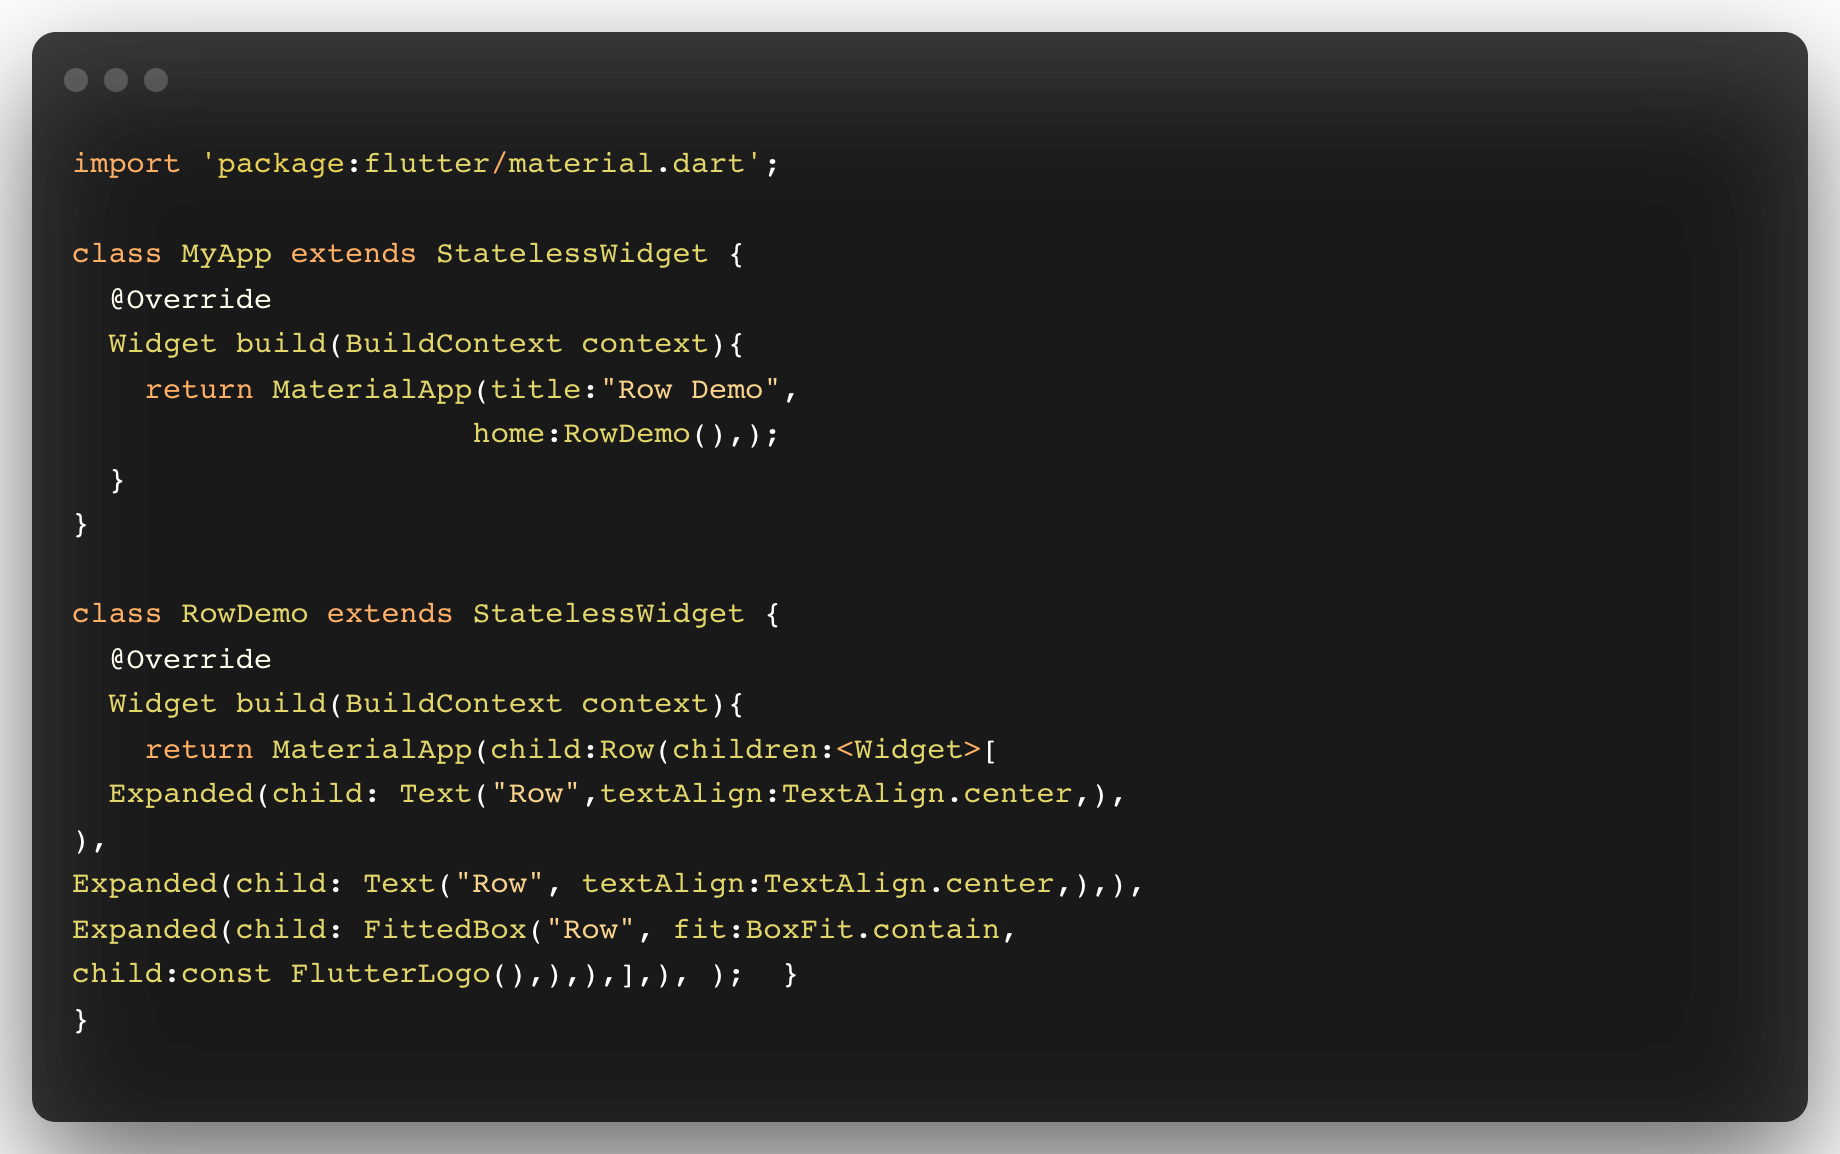 import 'package:flutter/material.dart';
class MyApp extends StatelessWidget {
@Override
Widget build(BuildContext context){
return MaterialApp(title:"Row Demo",
home:RowDemo(),);
}
}
class RowDemo extends StatelessWidget {
@Override
Widget build(BuildContext context){
return MaterialApp(child:Row(children:<Widget>[
Expanded(child: Text("Row",textAlign:TextAlign.center,),
),
Expanded(child: Text("Row", textAlign:TextAlign.center,),),
Expanded(child: FittedBox("Row", fit:BoxFit.contain,
child:const FlutterLogo(),),),],), );  }
}